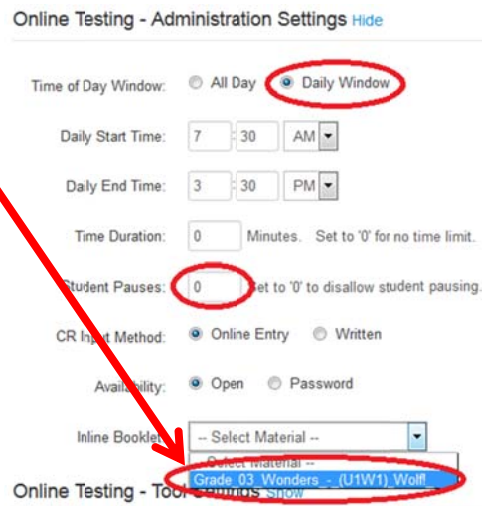 Online Testing - Administration Settings Hide
Time of Day Window: All Day Daily Window
Daily Start Time: 7 : 30 AM
Daily End Time: 3 : 30 PM
Time Duration: 0 Minutes. Set to '0' for no time limit.
Student Pauses: 0 Set to '0' to disallow student pausing.
CR Input Method: Online Entry Written
Availability: Open Password
Inline Booklet: -- Select Material --
-- Select Material --
Grade_03_Wonders_-_(U1W1)_Wolf!
Online Testing - Tool Settings Show